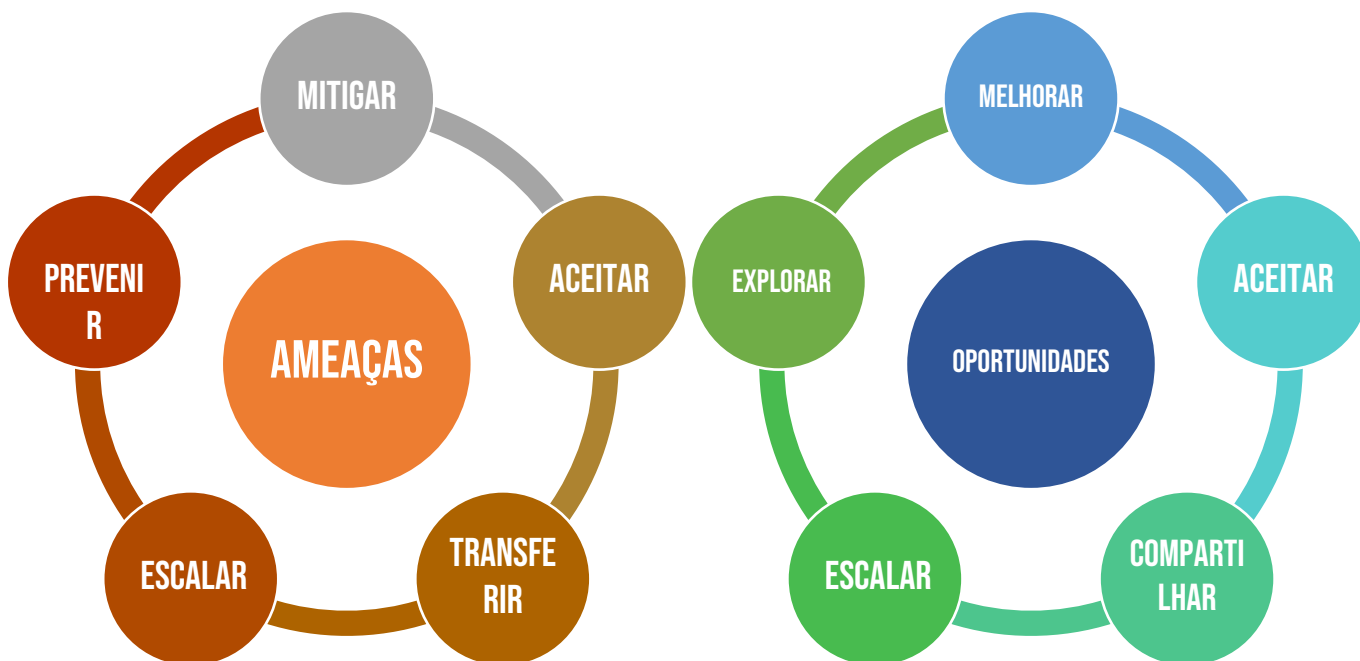 MITIGAR
PREVENI
R
ACEITAR
AMEAÇAS
ESCALAR
TRANSFE
RIR
MELHORAR
EXPLORAR
ACEITAR
OPORTUNIDADES
ESCALAR
COMPARTI
LHAR